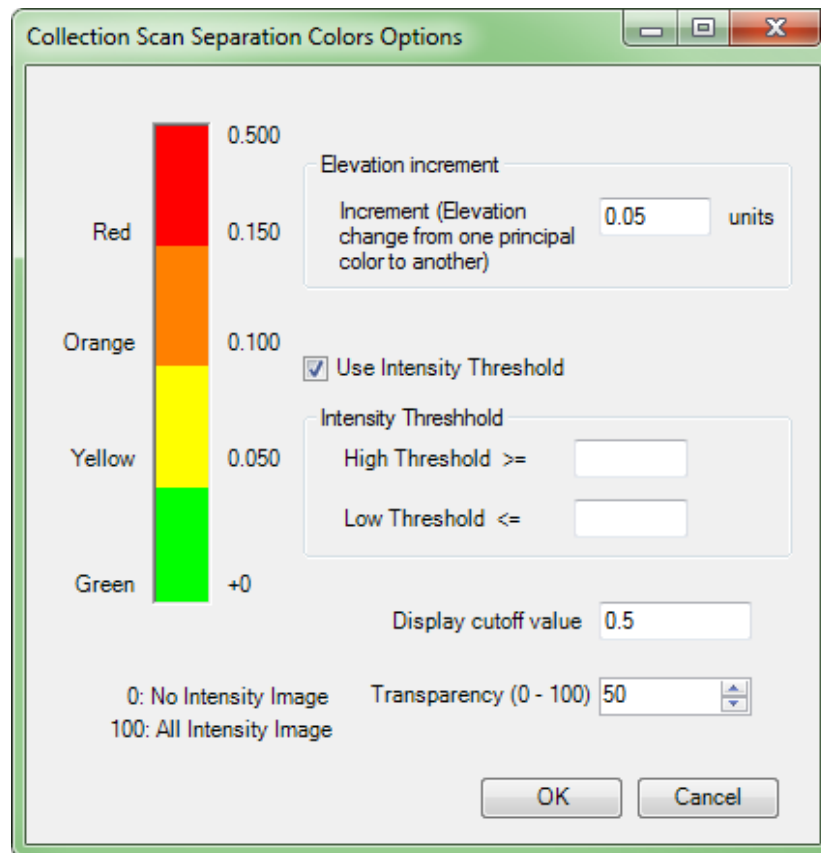 Collection Scan Separation Colors Options
0.500
Elevation increment
Increment (Elevation
change from one principal
color to another)
0.05 units
Red 0.150
Orange 0.100
Use Intensity Threshold
Intensity Threshhold
High Threshold >=
Yellow 0.050
Low Threshold <=
Green +0
Display cutoff value 0.5
0: No Intensity Image
100: All Intensity Image
Transparency (0 - 100) 50
OK Cancel